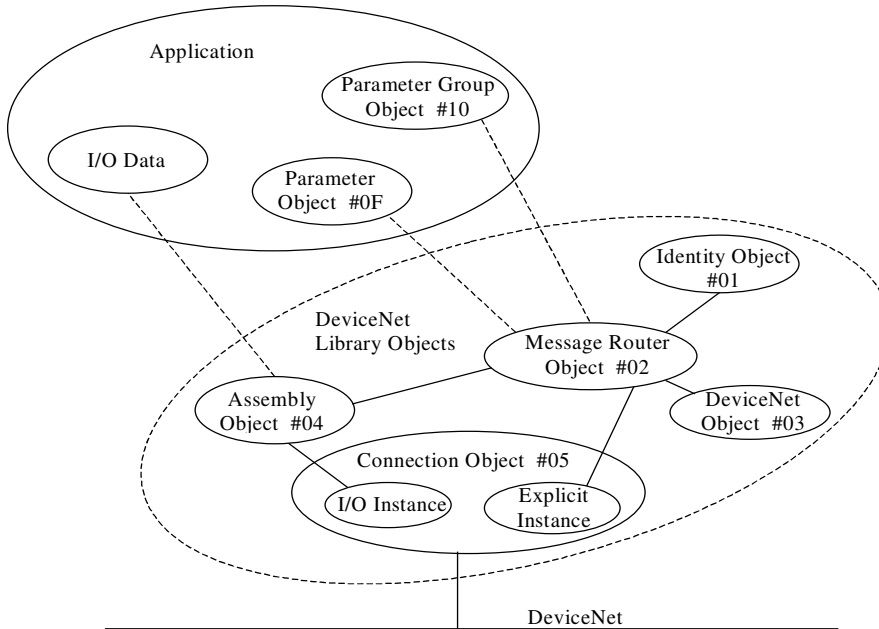 Application
Parameter Group
Object #10
I/O Data
Parameter
Object #0F
Identity Object
#01
DeviceNet
Library Objects
Message Router
Object #02
Assembly
Object #04
DeviceNet
Object #03
Connection Object #05
I/O Instance
Explicit
Instance
DeviceNet